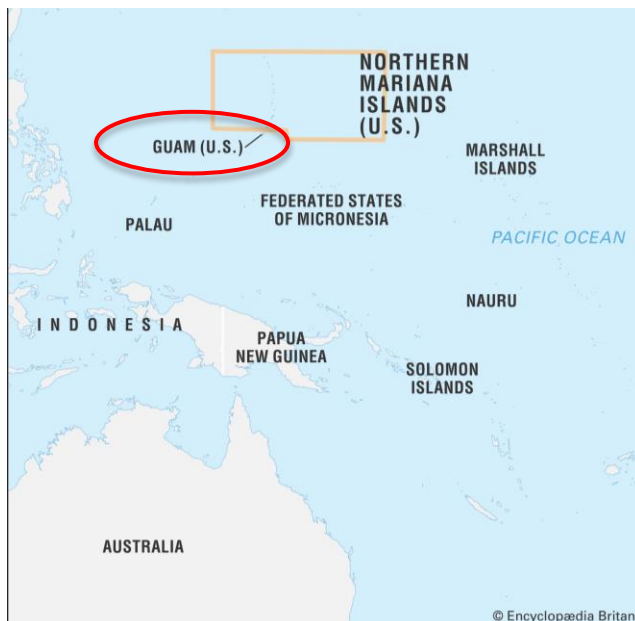 NORTHERN
MARIANA
ISLANDS
(U.S.)
GUAM (U.S.)
MARSHALL
ISLANDS
FEDERATED STATES
OF MICRONESIA
PALAU
PACIFIC OCEAN
NAURU
INDONESIA
PAPUA
NEW GUINEA
SOLOMON
ISLANDS
AUSTRALIA
© Encyclopædia Britan